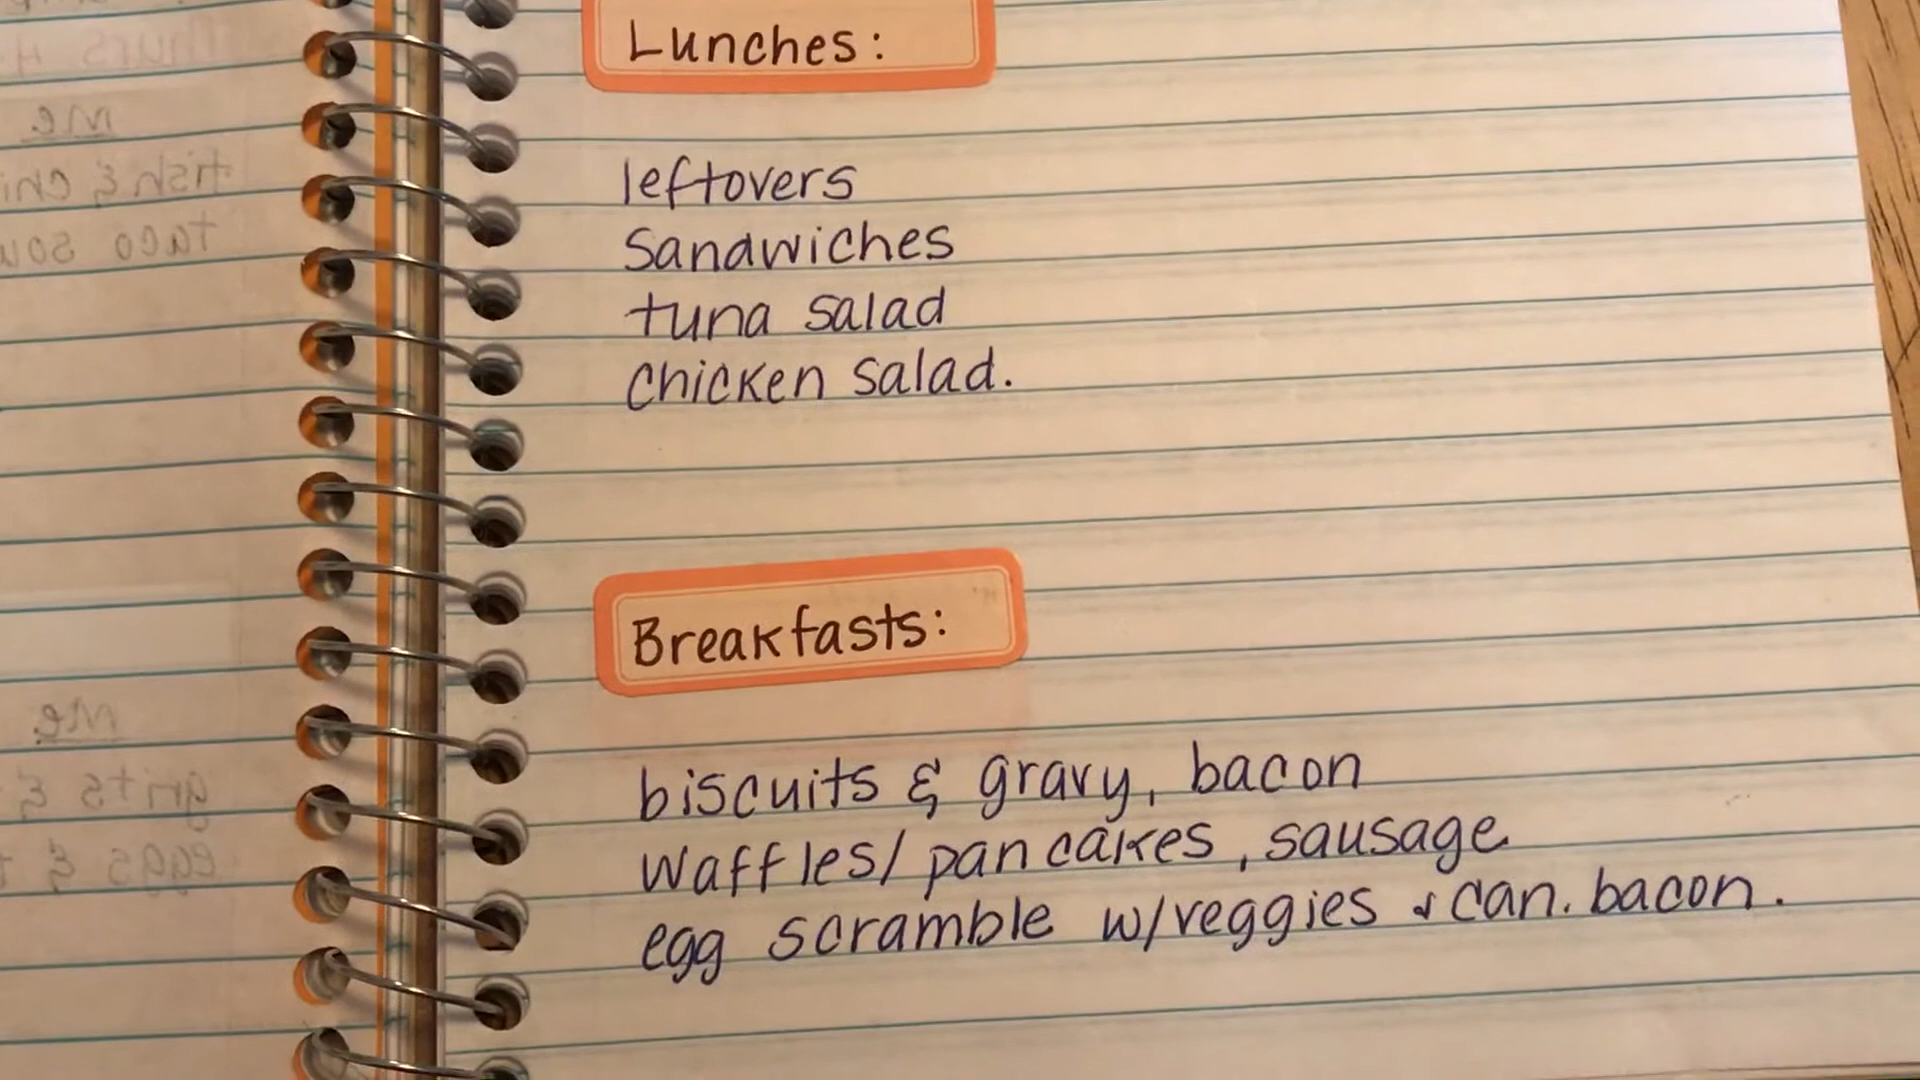 Lunches:
leftovers
Sandwiches
tuna salad
chicken salad.
Breakfasts:
biscuits & gravy, bacon
Waffles/pancakes, sausage
egg scramble w/veggies & can. bacon.